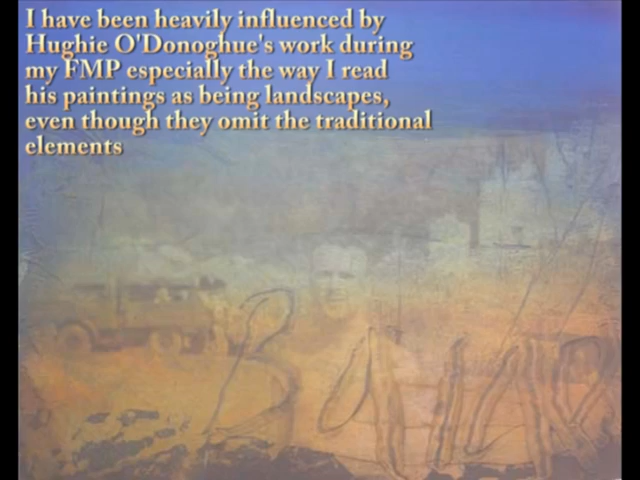 I have been heavily influenced by
Hughie O'Donoghue's work during
my FMP especially the way I read
his paintings as being landscapes,
even though they omit the traditional
elements